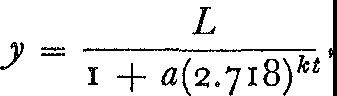 y = L / 1 + a(2.718)^{kt},